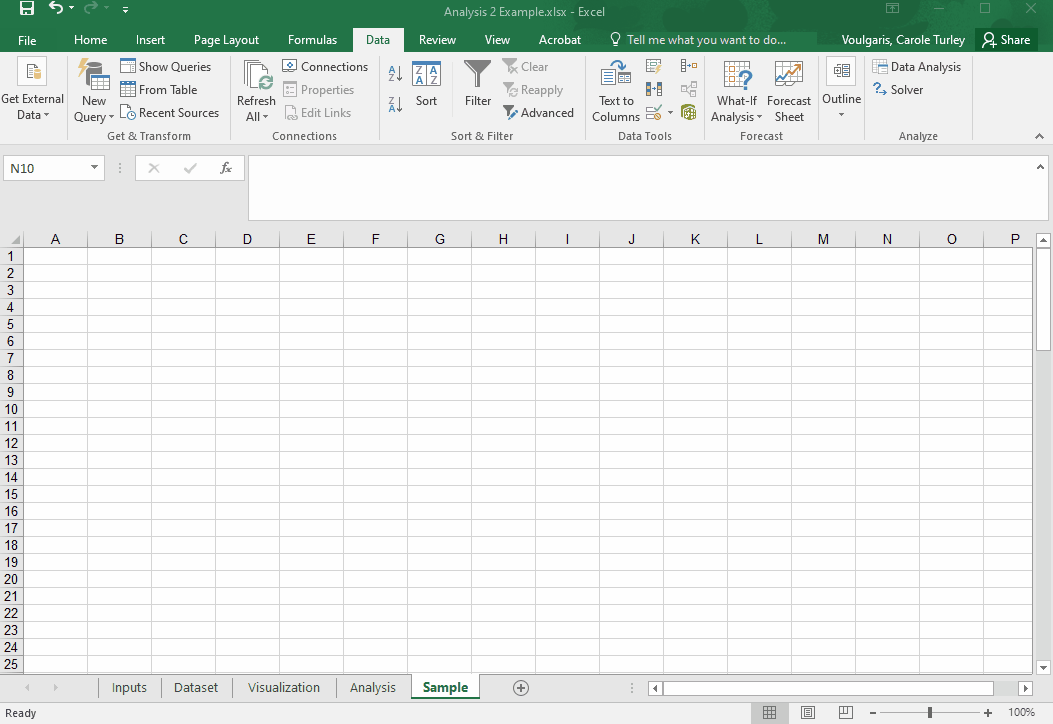 Analysis 2 Example.xlsx - Excel
File Home Insert Page Layout Formulas Data Review View Acrobat Tell me what you want to do... Voulgaris, Carole Turley Share
Get External Data
New Query
Show Queries
From Table
Recent Sources
Get & Transform
Refresh All
Connections
Properties
Edit Links
Connections
A Z
Z A
Z A A Z
Sort
Filter
Clear
Reapply
Advanced
Sort & Filter
Text to Columns
Data Tools
What-If Analysis
Forecast Sheet
Forecast
Outline
Data Analysis
Solver
Analyze
N10 fx
A B C D E F G H I J K L M N O P
1
2
3
4
5
6
7
8
9
10
11
12
13
14
15
16
17
18
19
20
21
22
23
24
25
Inputs Dataset Visualization Analysis Sample
Ready 100%